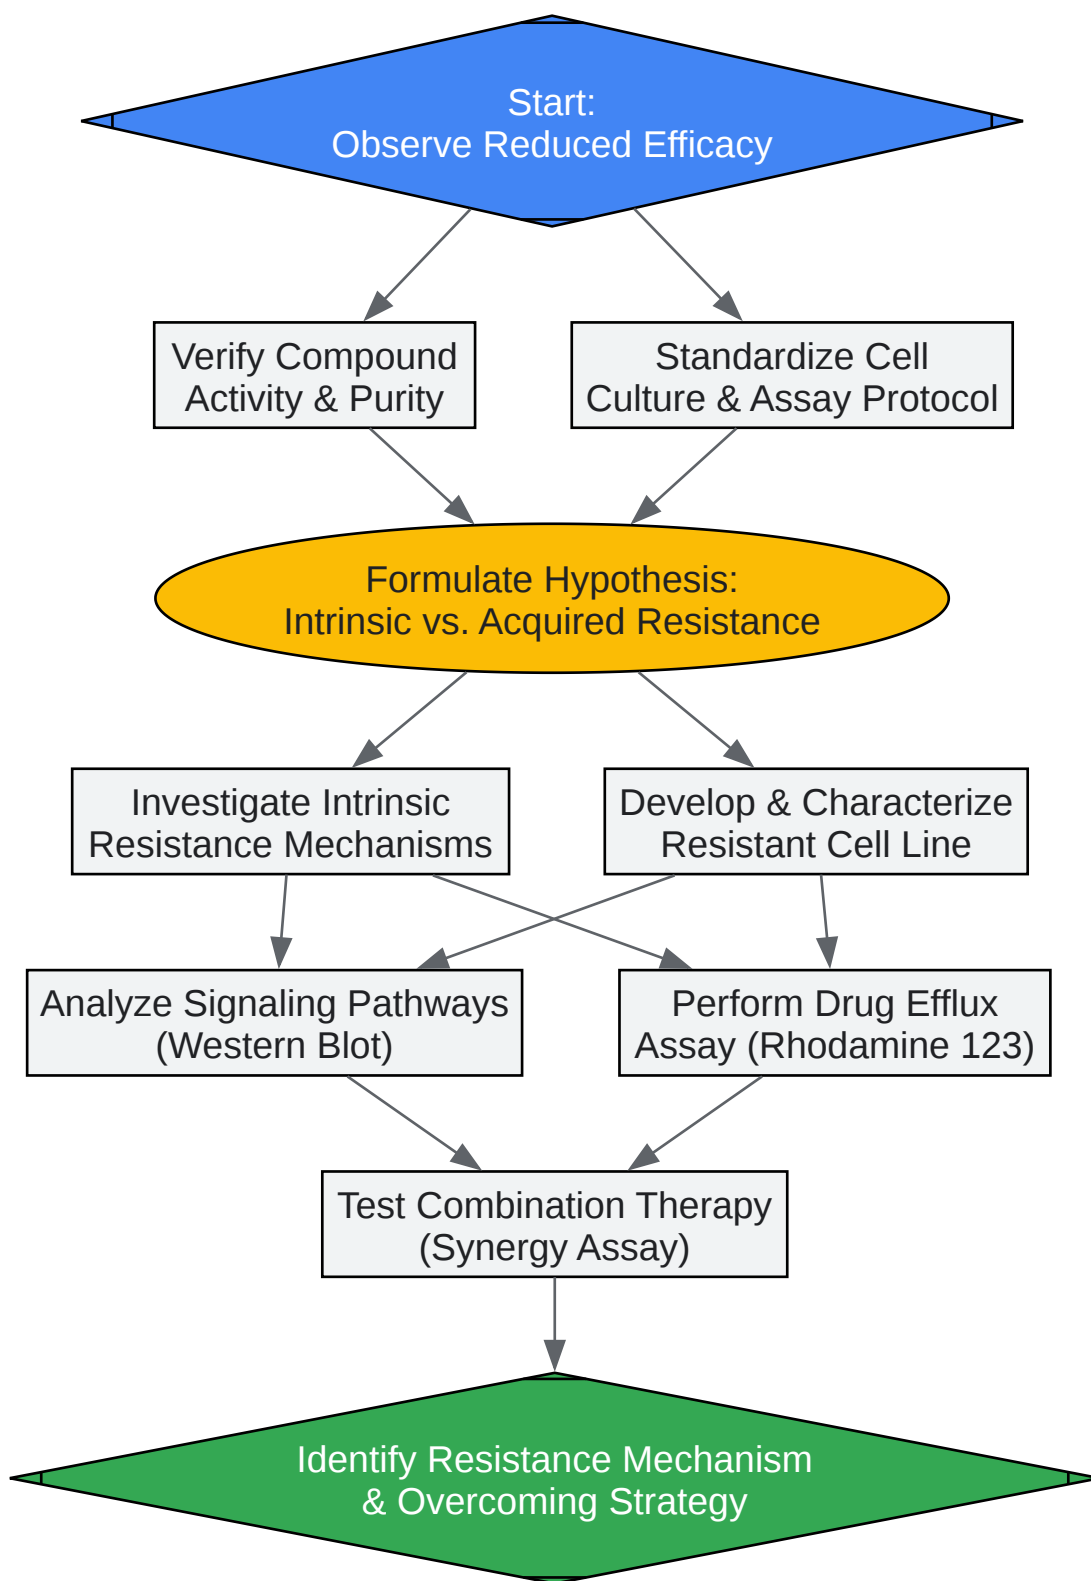 Start:
Observe Reduced Efficacy
Verify Compound
Activity & Purity
Standardize Cell
Culture & Assay Protocol
Formulate Hypothesis:
Intrinsic vs. Acquired Resistance
Investigate Intrinsic
Resistance Mechanisms
Develop & Characterize
Resistant Cell Line
Analyze Signaling Pathways
(Western Blot)
Perform Drug Efflux
Assay (Rhodamine 123)
Test Combination Therapy
(Synergy Assay)
Identify Resistance Mechanism
& Overcoming Strategy